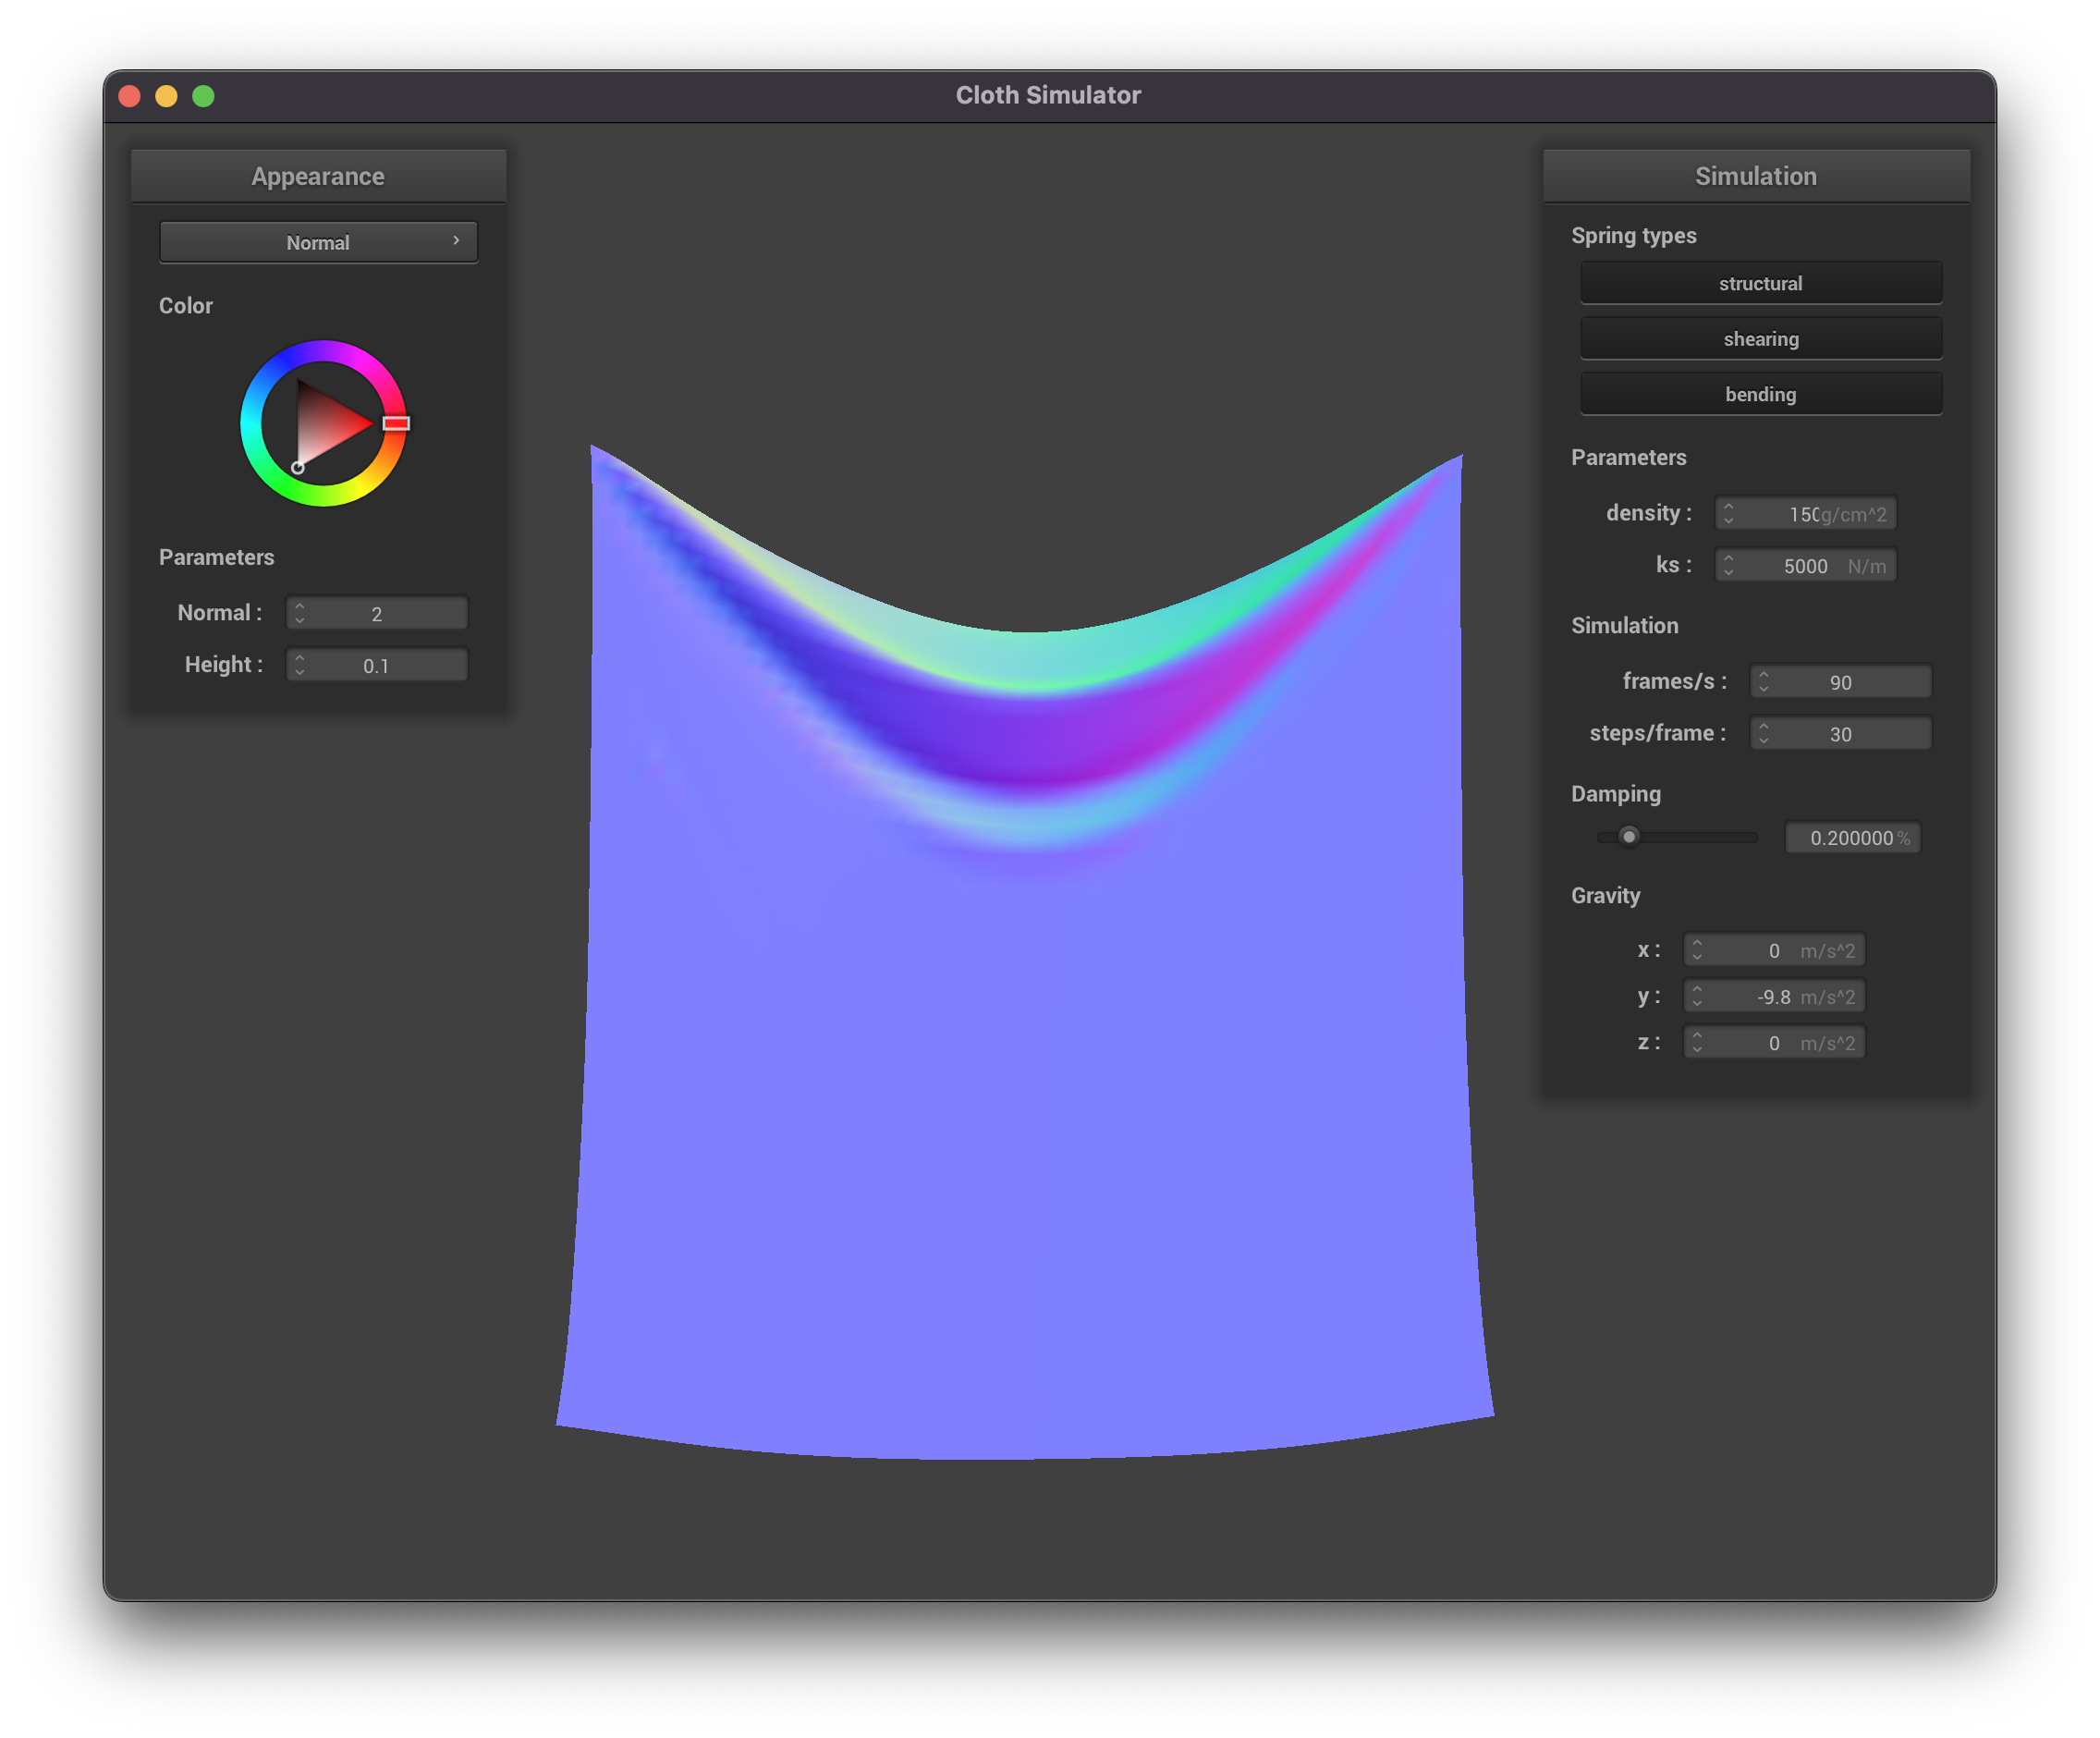 Cloth Simulator
Appearance
Normal
Color
Parameters
Normal : 2
Height : 0.1
Simulation
Spring types
structural
shearing
bending
Parameters
density : 150g/cm^2
ks : 5000 N/m
Simulation
frames/s : 90
steps/frame : 30
Damping
0.200000 %
Gravity
x : 0 m/s^2
y : -9.8 m/s^2
z : 0 m/s^2